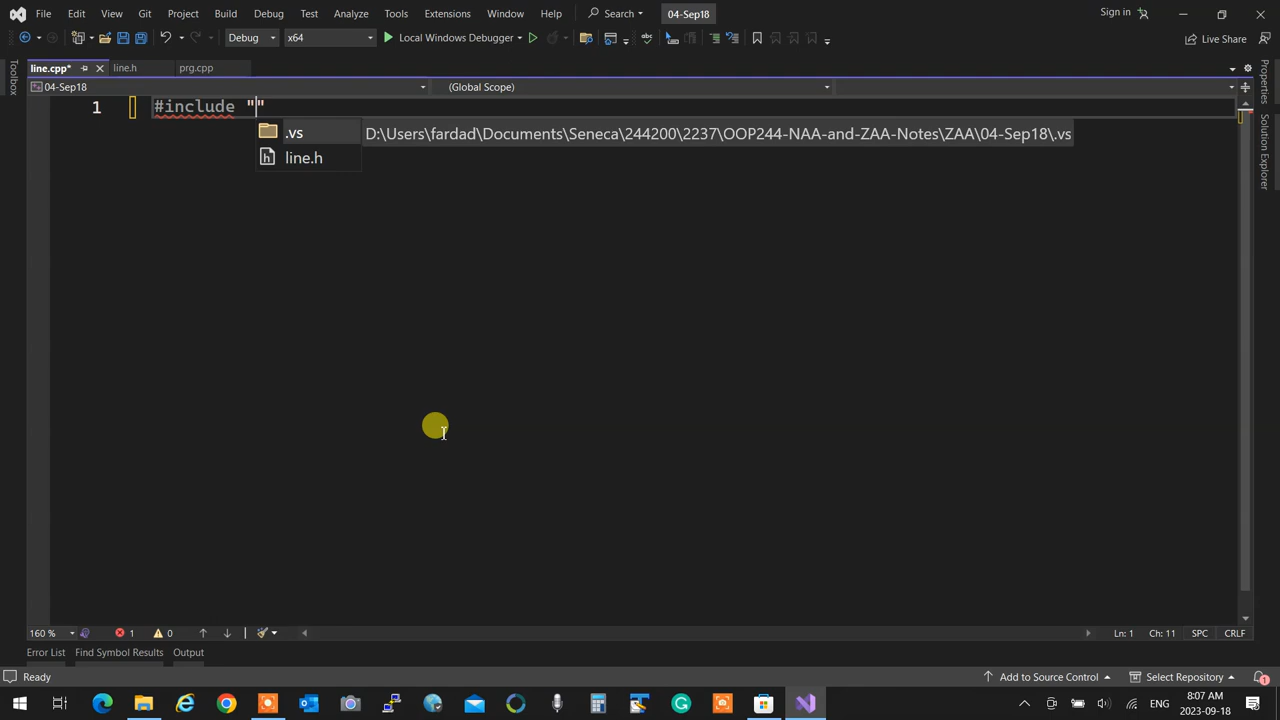 File Edit View Git Project Build Debug Test Analyze Tools Extensions Window Help Search 04-Sep18 Sign in
Debug x64 Local Windows Debugger Live Share
line.cpp* line.h prg.cpp
04-Sep18 (Global Scope)
1 #include ""
.vs D:\Users\fardad\Documents\Seneca\244200\2237\OOP244-NAA-and-ZAA-Notes\ZAA\04-Sep18\.vs
line.h
Toolbox
Properties
Solution Explorer
160 % 1 0 Ln: 1 Ch: 11 SPC CRLF
Error List Find Symbol Results Output
Ready Add to Source Control Select Repository 1
8:07 AM
ENG
2023-09-18